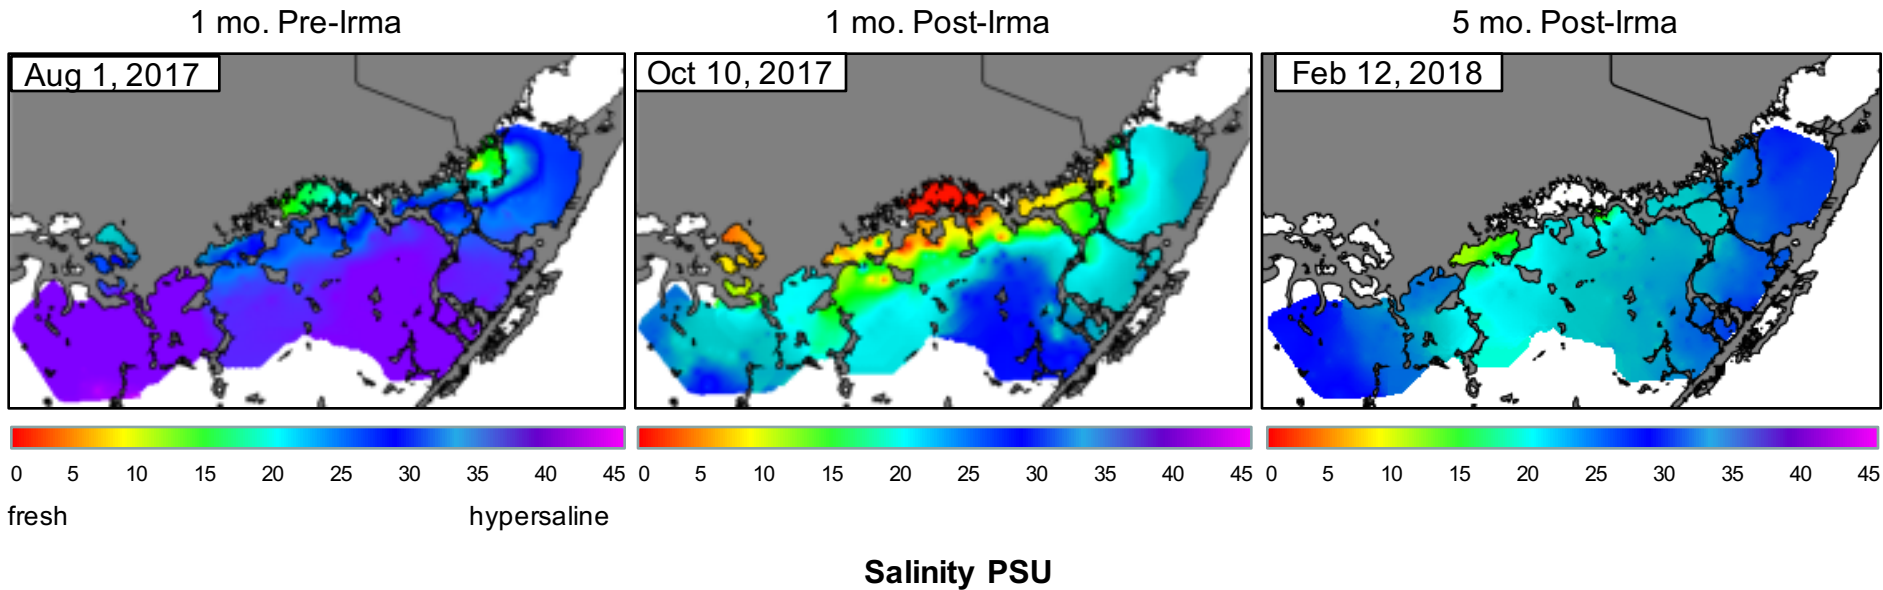 1 mo. Pre-Irma 1 mo. Post-Irma 5 mo. Post-Irma
Aug 1, 2017 Oct 10, 2017 Feb 12, 2018
0 5 10 15 20 25 30 35 40 45 0 5 10 15 20 25 30 35 40 45 0 5 10 15 20 25 30 35 40 45
fresh hypersaline
Salinity PSU